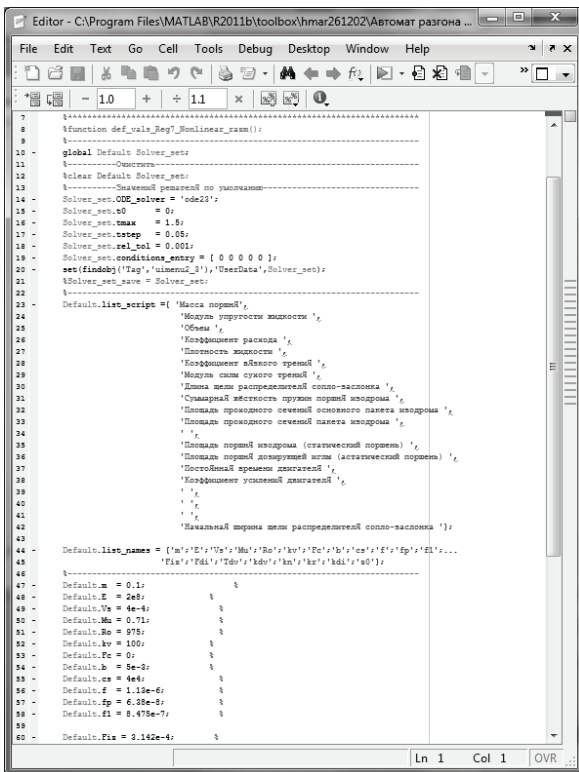 Editor - C:\Program Files\MATLAB\R2011b\toolbox\hmar261202\Автомат разгона ...
File Edit Text Go Cell Tools Debug Desktop Window Help
- 1.0 + ÷ 1.1 ×
7 %**********************************************************************
8 %function def_vals_Reg7_Nonlinear_rasm();
9 %----------------------------------------------------------------------
10 - global Default Solver_set;
11 %----------Очистить----------------------------------------------------
12 %clear Default Solver_set;
13 %----------ЗначениЯ решателЯ по умолчанию------------------------------
14 - Solver_set.ODE_solver = 'ode23';
15 - Solver_set.t0 = 0;
16 - Solver_set.tmax = 1.5;
17 - Solver_set.tstep = 0.05;
18 - Solver_set.rel_tol = 0.001;
19 - Solver_set.conditions_entry = [ 0 0 0 0 0 ];
20 - set(findobj('Tag','uimenu2_3'),'UserData',Solver_set);
21 %Solver_set_save = Solver_set;
22 %----------------------------------------------------------------------
23 - Default.list_script ={ 'Масса поршнЯ',
24 'Модуль упругости жидкости ',
25 'Объем ',
26 'Коэффициент расхода ',
27 'Плотность жидкости ',
28 'Коэффициент вЯзкого трениЯ ',
29 'Модуль силы сухого трениЯ ',
30 'Длина щели распределителЯ сопло-заслонка ',
31 'СуммарнаЯ жёсткость пружин поршнЯ изодрома ',
32 'Площадь проходного сечениЯ основного пакета изодрома ',
33 'Площадь проходного сечениЯ пакета изодрома ',
34 ' ',
35 'Площадь поршнЯ изодрома (статический поршень) ',
36 'Площадь поршнЯ дозирующей иглы (астатический поршень) ',
37 'ПостоЯннаЯ времени двигателЯ ',
38 'Коэффициент усилениЯ двигателЯ ',
39 ' ',
40 ' ',
41 ' ',
42 'НачальнаЯ ширина щели распределителЯ сопло-заслонка '};
43
44 - Default.list_names = {'m';'E';'Vs';'Mu';'Ro';'kv';'Fc';'b';'cs';'f';'fp';'f1';...
45 'Fiz';'Fdi';'Tdv';'kdv';'kn';'kr';'kdi';'z0'};
46 %----------------------------------------------------------------------
47 - Default.m = 0.1; %
48 - Default.E = 2e8; %
49 - Default.Vs = 4e-4; %
50 - Default.Mu = 0.71; %
51 - Default.Ro = 975; %
52 - Default.kv = 100; %
53 - Default.Fc = 0; %
54 - Default.b = 5e-3; %
55 - Default.cs = 4e4; %
56 - Default.f = 1.13e-6; %
57 - Default.fp = 6.38e-8; %
58 - Default.f1 = 8.475e-7; %
59
60 - Default.Fiz = 3.142e-4; %
Ln 1 Col 1 OVR